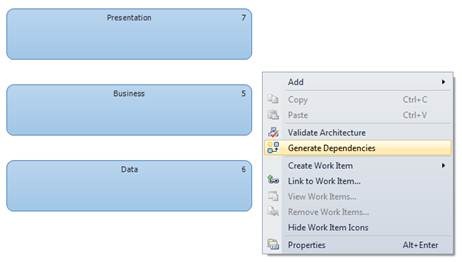 Presentation 7
Business 5
Data 6
Add
Copy Ctrl+C
Paste Ctrl+V
Validate Architecture
Generate Dependencies
Create Work Item
Link to Work Item...
View Work Items...
Remove Work Items...
Hide Work Item Icons
Properties Alt+Enter